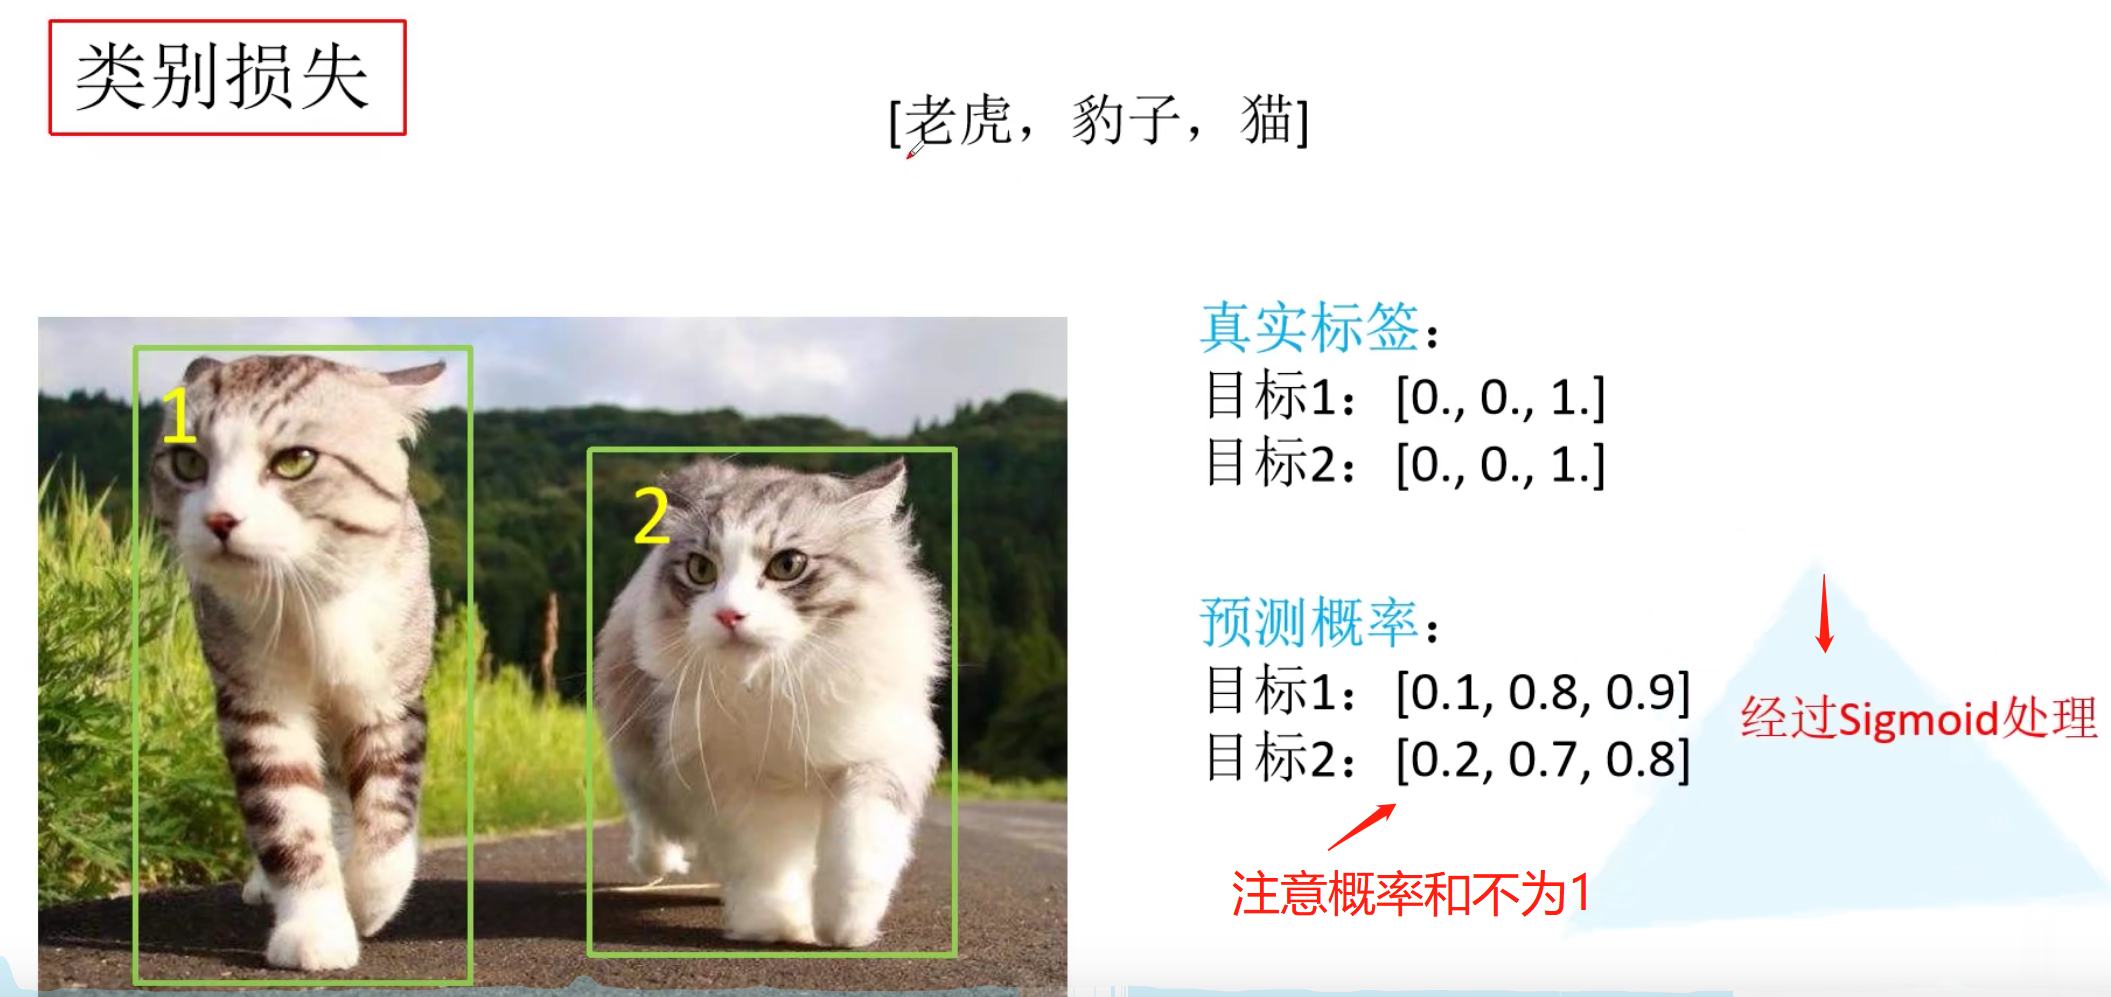 类别损失
[老虎，豹子，猫]
1
2
真实标签：
目标1：[0., 0., 1.]
目标2：[0., 0., 1.]
预测概率：
目标1：[0.1, 0.8, 0.9]
目标2：[0.2, 0.7, 0.8]
经过Sigmoid处理
注意概率和不为1